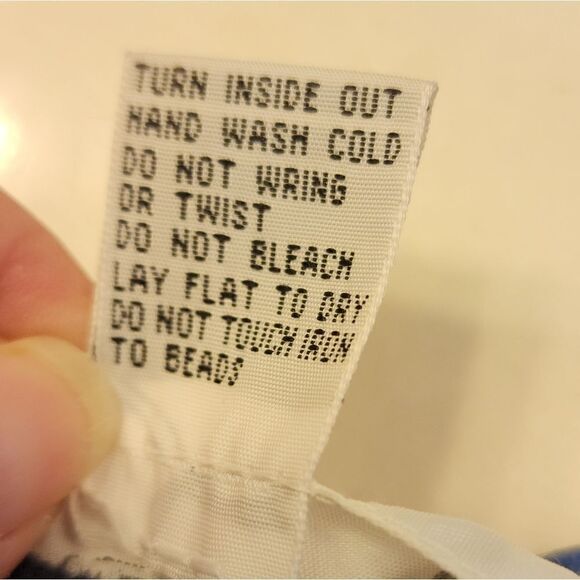 TURN INSIDE OUT
HAND WASH COLD
DO NOT WRING
OR TWIST
DO NOT BLEACH
LAY FLAT TO DRY
DO NOT TOUCH IRON
TO BEADS